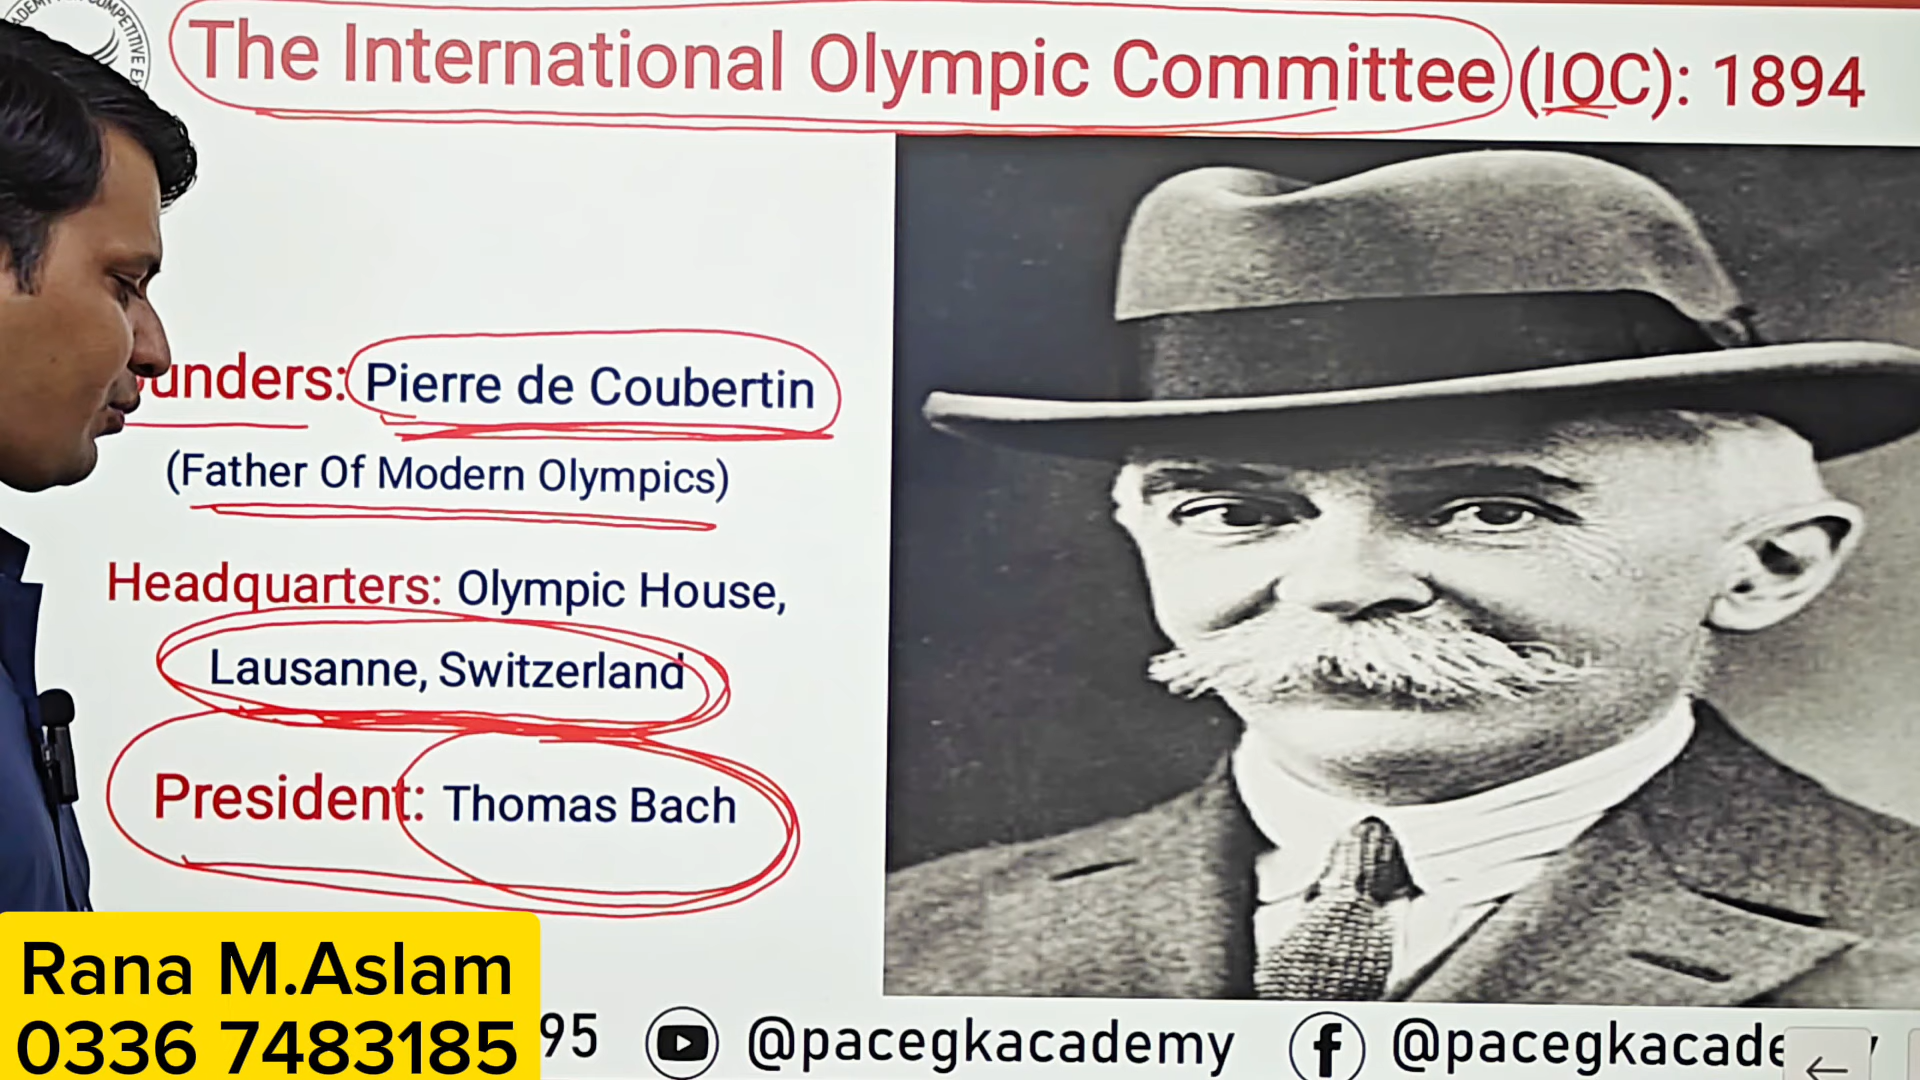 The International Olympic Committee (IOC): 1894
unders: Pierre de Coubertin
(Father Of Modern Olympics)
Headquarters: Olympic House,
Lausanne, Switzerland
President: Thomas Bach
Rana M.Aslam
0336 7483185
95 @pacegkacademy @pacegkacade